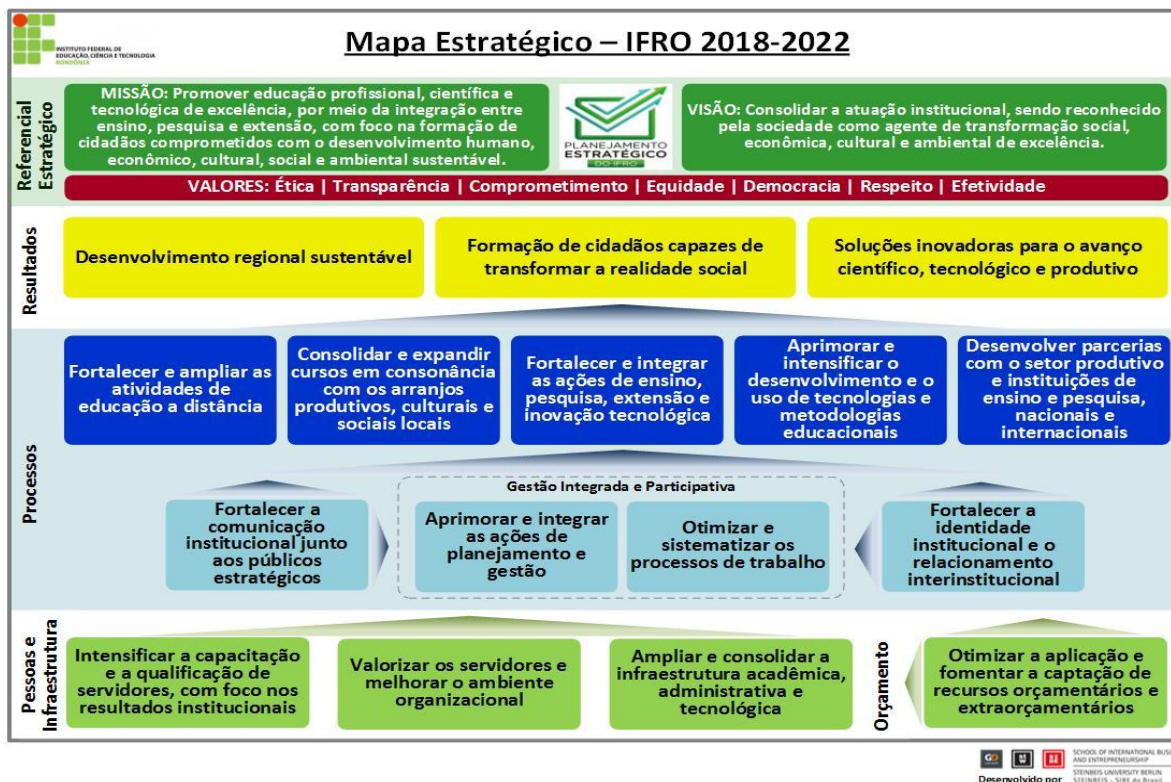 INSTITUTO FEDERAL DE
EDUCAÇÃO, CIÊNCIA E TECNOLOGIA
RONDÔNIA
Mapa Estratégico – IFRO 2018-2022
Referencial
Estratégico
MISSÃO: Promover educação profissional, científica e
tecnológica de excelência, por meio da integração entre
ensino, pesquisa e extensão, com foco na formação de
cidadãos comprometidos com o desenvolvimento humano,
econômico, cultural, social e ambiental sustentável.
PLANEJAMENTO
ESTRATÉGICO
DO IFRO
VISÃO: Consolidar a atuação institucional, sendo reconhecido
pela sociedade como agente de transformação social,
econômica, cultural e ambiental de excelência.
VALORES: Ética | Transparência | Comprometimento | Equidade | Democracia | Respeito | Efetividade
Resultados
Desenvolvimento regional sustentável
Formação de cidadãos capazes de
transformar a realidade social
Soluções inovadoras para o avanço
científico, tecnológico e produtivo
Processos
Fortalecer e ampliar as
atividades de
educação a distância
Consolidar e expandir
cursos em consonância
com os arranjos
produtivos, culturais e
sociais locais
Fortalecer e integrar
as ações de ensino,
pesquisa, extensão e
inovação tecnológica
Aprimorar e
intensificar o
desenvolvimento e o
uso de tecnologias e
metodologias
educacionais
Desenvolver parcerias
com o setor produtivo
e instituições de
ensino e pesquisa,
nacionais e
internacionais
Fortalecer a
comunicação
institucional junto
aos públicos
estratégicos
Gestão Integrada e Participativa
Aprimorar e integrar
as ações de
planejamento e
gestão
Otimizar e
sistematizar os
processos de trabalho
Fortalecer a
identidade
institucional e o
relacionamento
interinstitucional
Pessoas e
Infraestrutura
Intensificar a capacitação
e a qualificação de
servidores, com foco nos
resultados institucionais
Valorizar os servidores e
melhorar o ambiente
organizacional
Ampliar e consolidar a
infraestrutura acadêmica,
administrativa e
tecnológica
Orçamento
Otimizar a aplicação e
fomentar a captação de
recursos orçamentários e
extraorçamentários
Desenvolvido por
SCHOOL OF INTERNATIONAL BUSI
AND ENTREPRENEURSHIP
STEINBEIS UNIVERSITY BERLIN
STEINBEIS – SIBE do Brasil